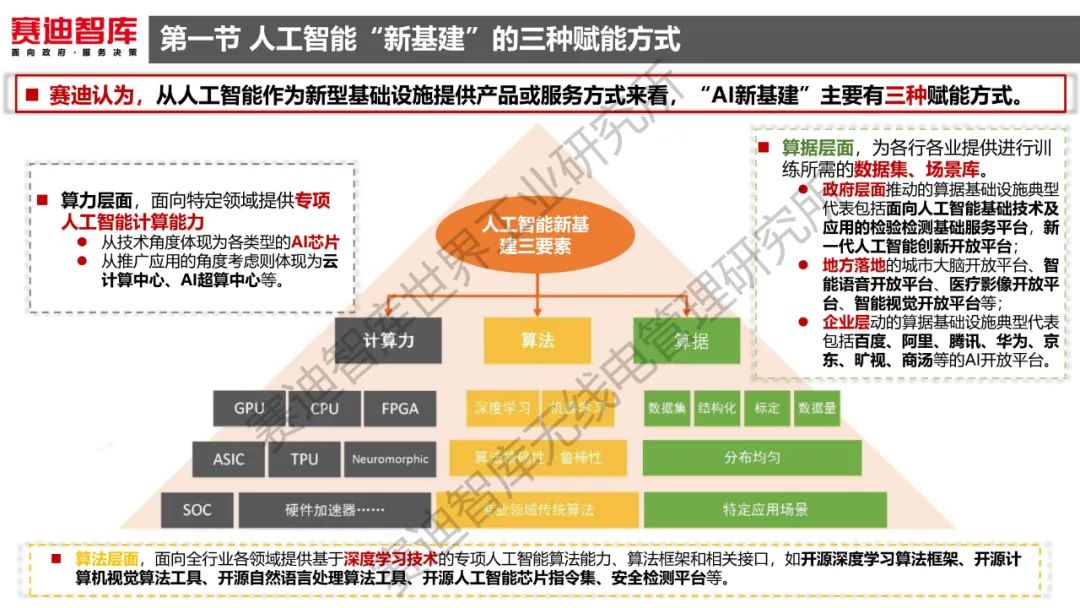 赛迪智库
面向政府·服务决策
第一节 人工智能“新基建”的三种赋能方式
■ 赛迪认为，从人工智能作为新型基础设施提供产品或服务方式来看，“AI新基建”主要有三种赋能方式。
■ 算力层面，面向特定领域提供专项
人工智能计算能力
● 从技术角度体现为各类型的AI芯片
● 从推广应用的角度考虑则体现为云
计算中心、AI超算中心等。
■ 算据层面，为各行各业提供进行训
练所需的数据集、场景库。
● 政府层面推动的算据基础设施典型
代表包括面向人工智能基础技术及
应用的检验检测基础服务平台，新
一代人工智能创新开放平台；
● 地方落地的城市大脑开放平台、智
能语音开放平台、医疗影像开放平
台、智能视觉开放平台等；
● 企业层动的算据基础设施典型代表
包括百度、阿里、腾讯、华为、京
东、旷视、商汤等的AI开放平台。
人工智能新基
建三要素
计算力 算法 算据
GPU CPU FPGA 深度学习 机器学习 数据集 结构化 标定 数据量
ASIC TPU Neuromorphic 算法精确性、鲁棒性 分布均匀
SOC 硬件加速器…… 专业领域传统算法 特定应用场景
■ 算法层面，面向全行业各领域提供基于深度学习技术的专项人工智能算法能力、算法框架和相关接口，如开源深度学习算法框架、开源计
算机视觉算法工具、开源自然语言处理算法工具、开源人工智能芯片指令集、安全检测平台等。
赛迪智库世界工业研究所
赛迪智库无线电管理研究所